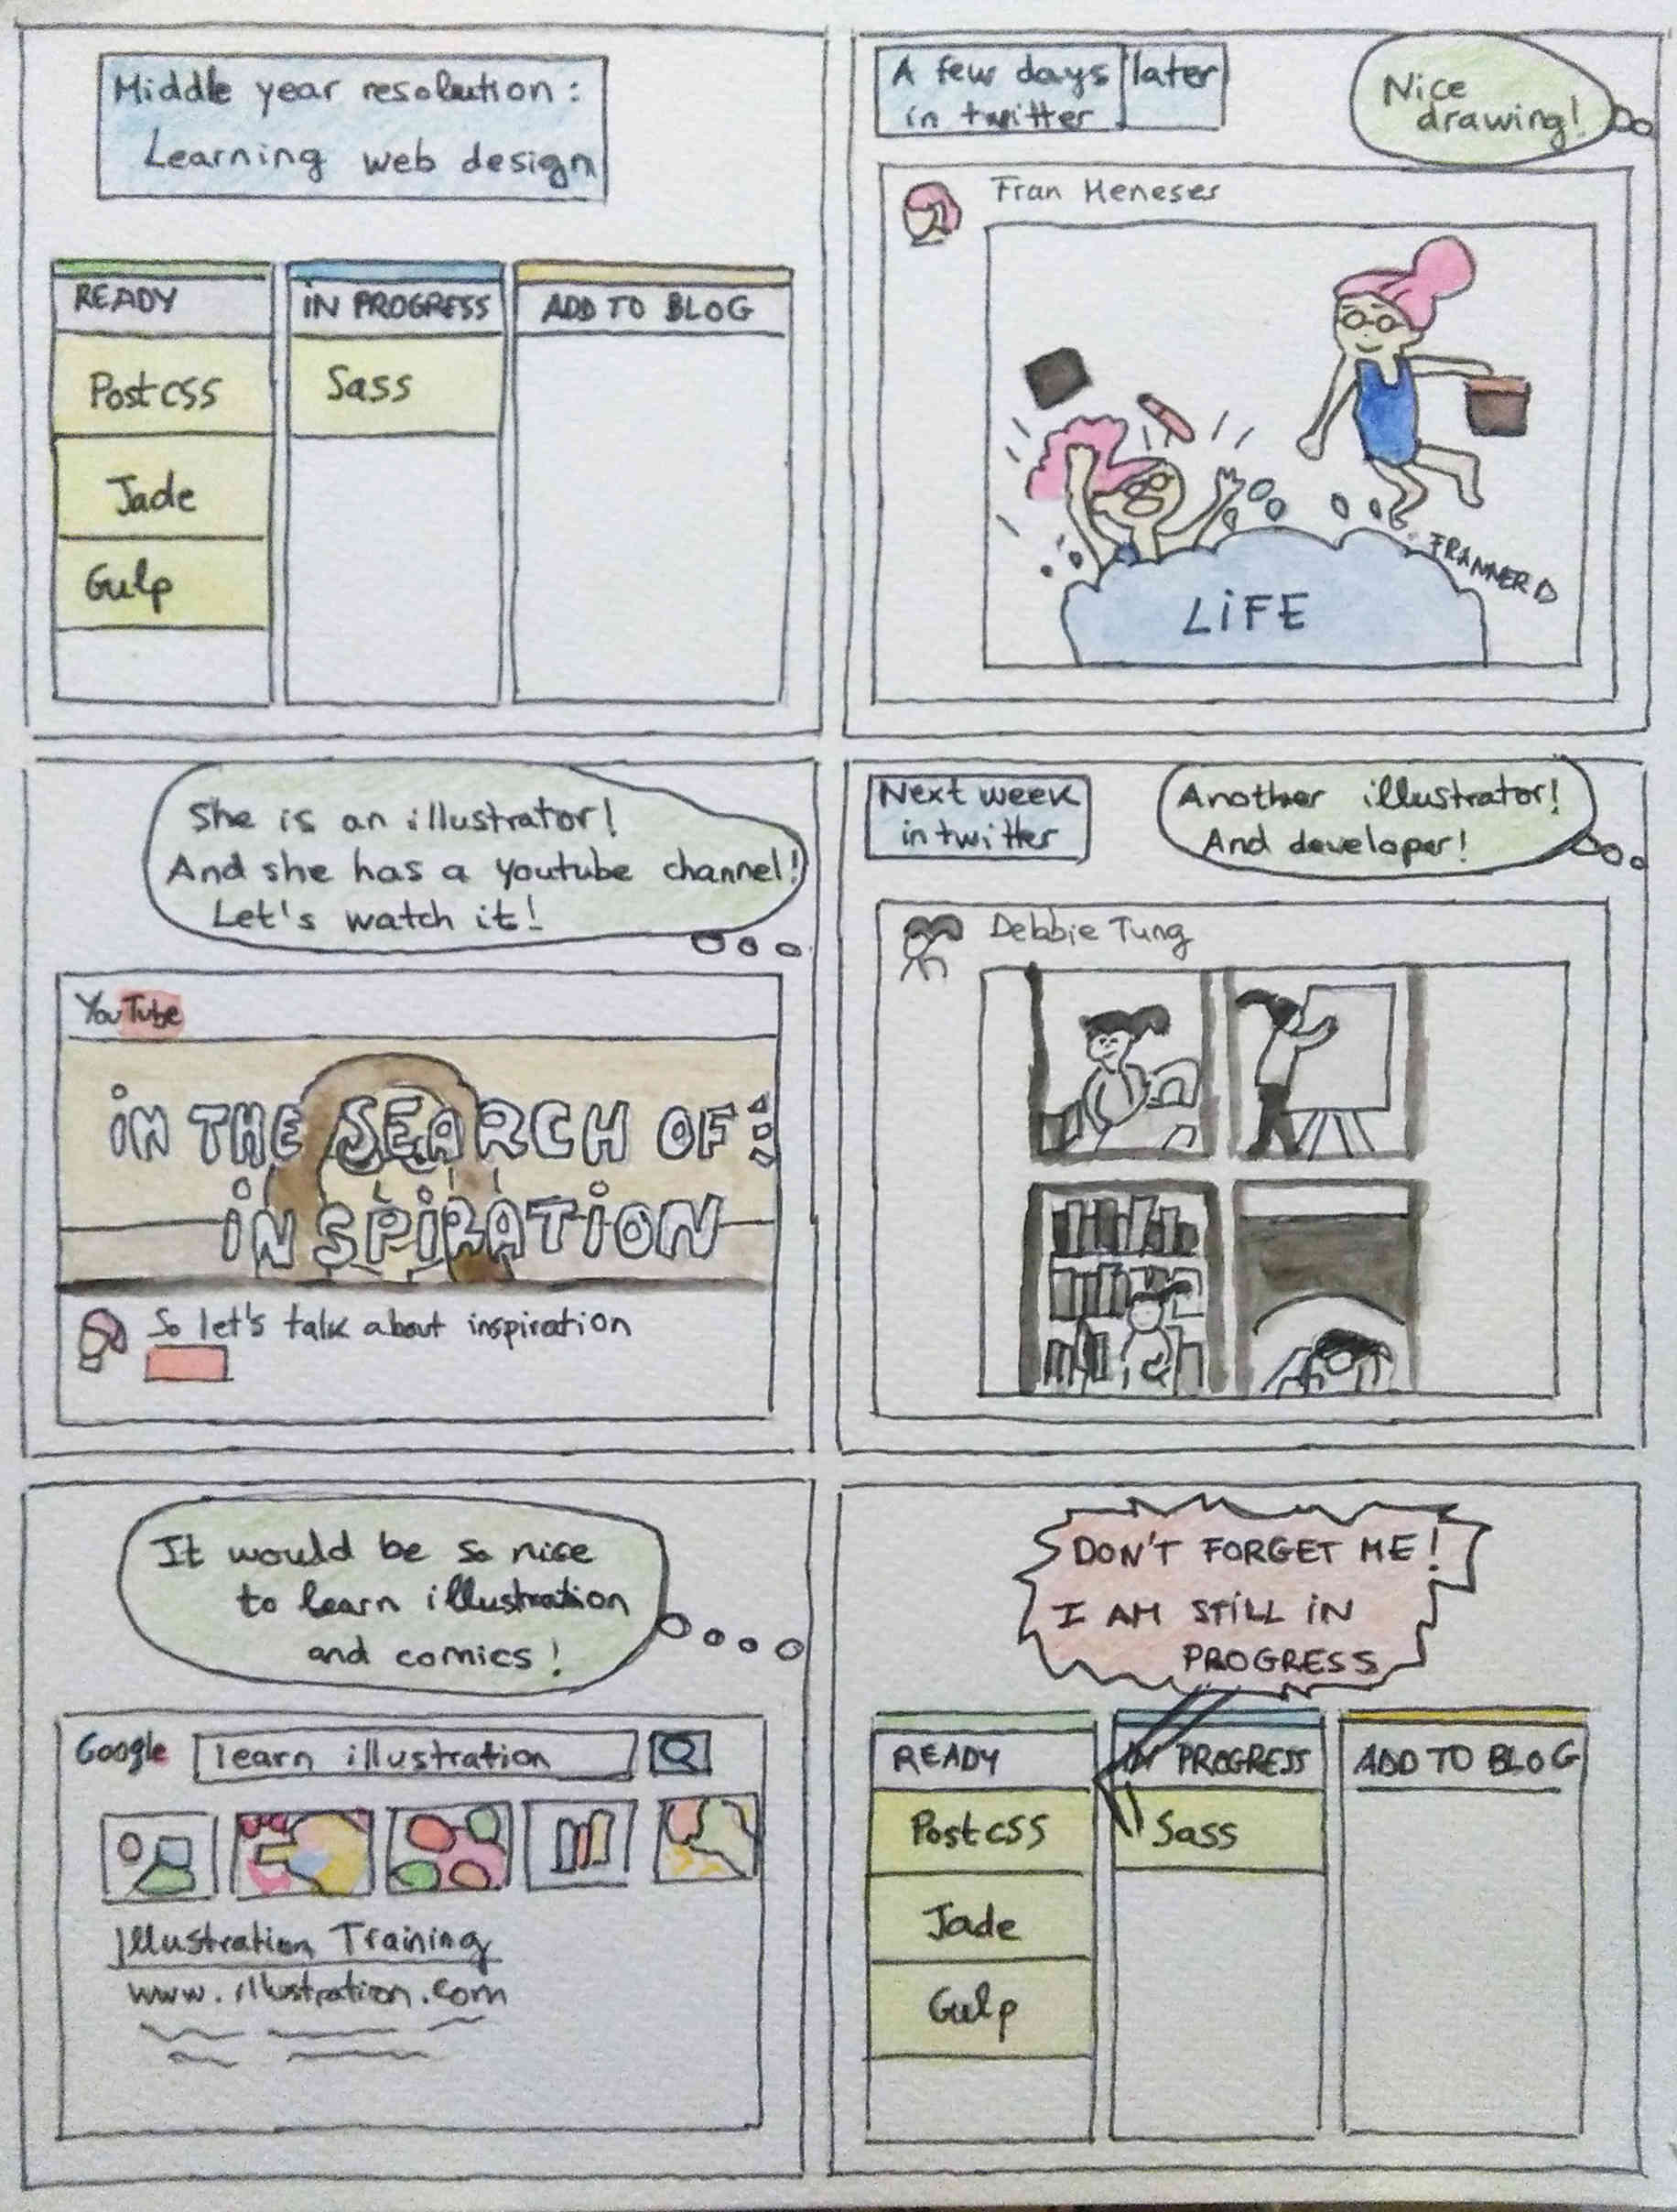 Middle year resolution:
Learning web design
READY
IN PROGRESS
ADD TO BLOG
Postcss
Sass
Jade
Gulp
A few days later
in twitter
Nice
drawing!
Fran Meneses
LIFE
FRANNERD
She is an illustrator!
And she has a youtube channel!
Let's watch it!
YouTube
IN THE SEARCH OF:
INSPIRATION
So let's talk about inspiration
Next week
in twitter
Another illustrator!
And developer!
Debbie Tung
It would be so nice
to learn illustration
and comics!
Google
learn illustration
Illustration Training
www.illustration.com
DON'T FORGET ME!
I AM STILL IN
PROGRESS
READY
IN PROGRESS
ADD TO BLOG
Postcss
Sass
Jade
Gulp